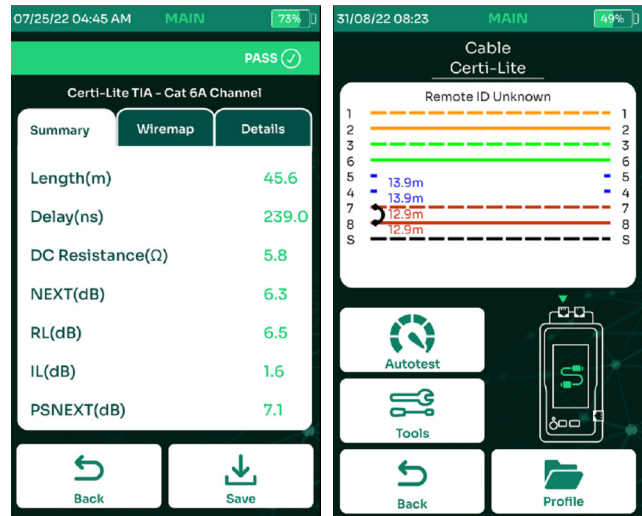 07/25/22 04:45 AM MAIN 73%
PASS
Certi-Lite TIA - Cat 6A Channel
Summary Wiremap Details
Length(m) 45.6
Delay(ns) 239.0
DC Resistance(Ω) 5.8
NEXT(dB) 6.3
RL(dB) 6.5
IL(dB) 1.6
PSNEXT(dB) 7.1
Back Save
31/08/22 08:23 MAIN 49%
Cable
Certi-Lite
Remote ID Unknown
1 1
2 2
3 3
6 6
5 13.9m 5
4 13.9m 4
7 12.9m 7
8 12.9m 8
S S
Autotest
Tools
Back Profile